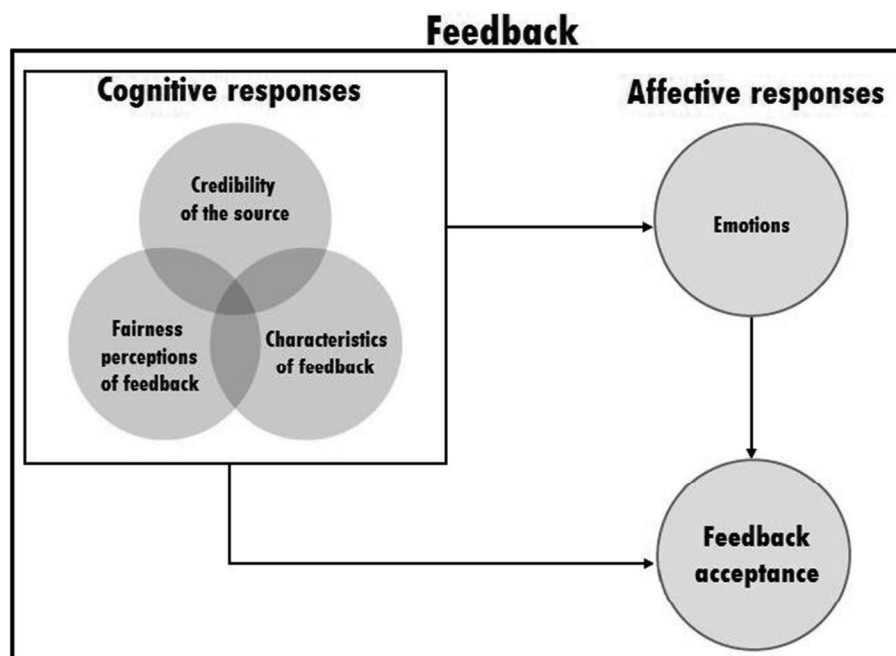 Feedback
Cognitive responses
Credibility
of the source
Fairness
perceptions
of feedback
Characteristics
of feedback
Affective responses
Emotions
Feedback
acceptance